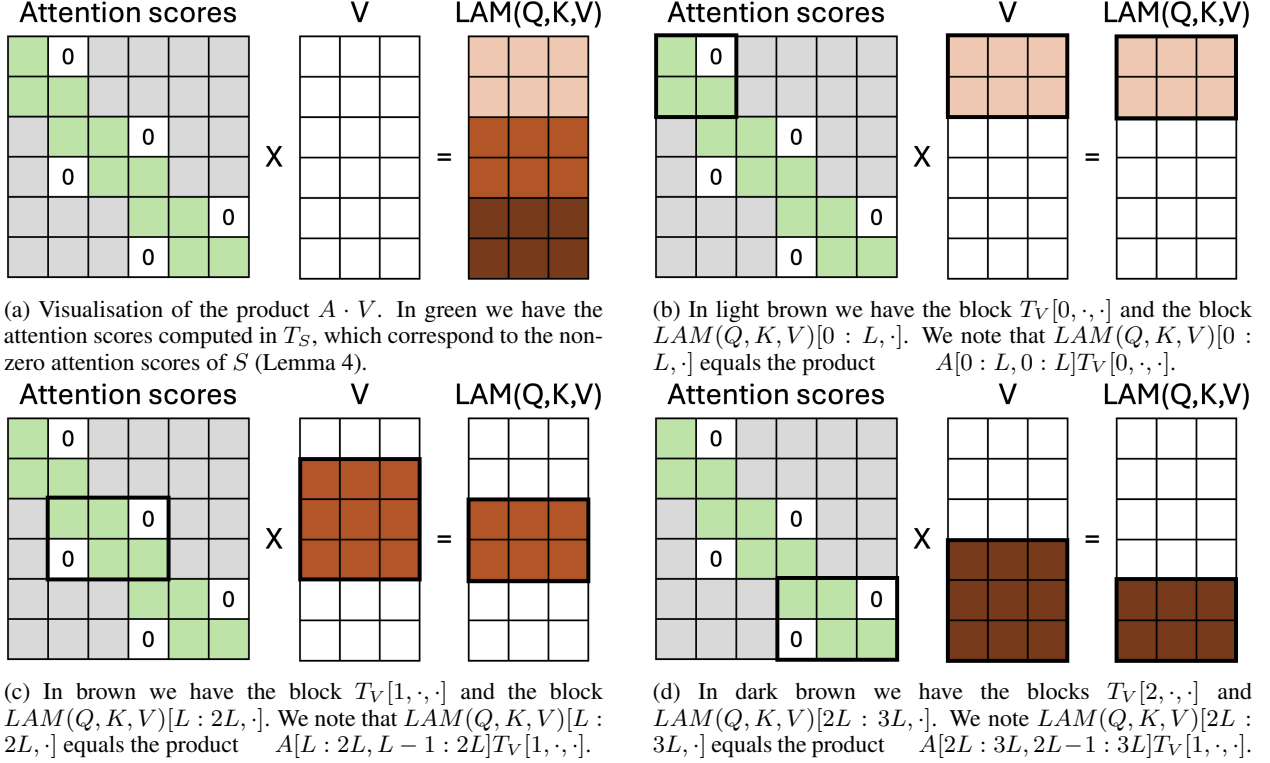 Attention scores V LAM(Q,K,V)
0
0
X =
0
0
0
(a) Visualisation of the product A · V. In green we have the
attention scores computed in T_S, which correspond to the non-
zero attention scores of S (Lemma 4).
Attention scores V LAM(Q,K,V)
0
0
X =
0
0
0
(b) In light brown we have the block T_V[0, ·, ·] and the block
LAM(Q, K, V)[0 : L, ·]. We note that LAM(Q, K, V)[0 :
L, ·] equals the product A[0 : L, 0 : L]T_V[0, ·, ·].
Attention scores V LAM(Q,K,V)
0
0
X =
0
0
0
(c) In brown we have the block T_V[1, ·, ·] and the block
LAM(Q, K, V)[L : 2L, ·]. We note that LAM(Q, K, V)[L :
2L, ·] equals the product A[L : 2L, L − 1 : 2L]T_V[1, ·, ·].
Attention scores V LAM(Q,K,V)
0
0
X =
0
0
0
(d) In dark brown we have the blocks T_V[2, ·, ·] and
LAM(Q, K, V)[2L : 3L, ·]. We note LAM(Q, K, V)[2L :
3L, ·] equals the product A[2L : 3L, 2L−1 : 3L]T_V[1, ·, ·].